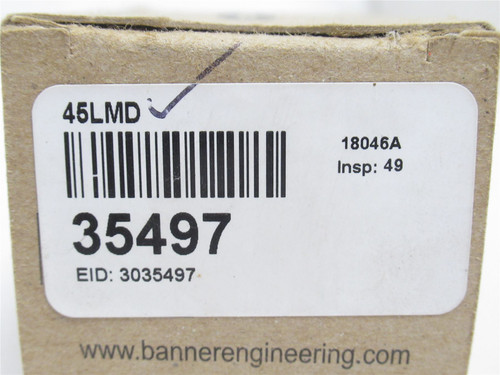 45LMD
18046A
Insp: 49
35497
EID: 3035497
www.bannerengineering.com